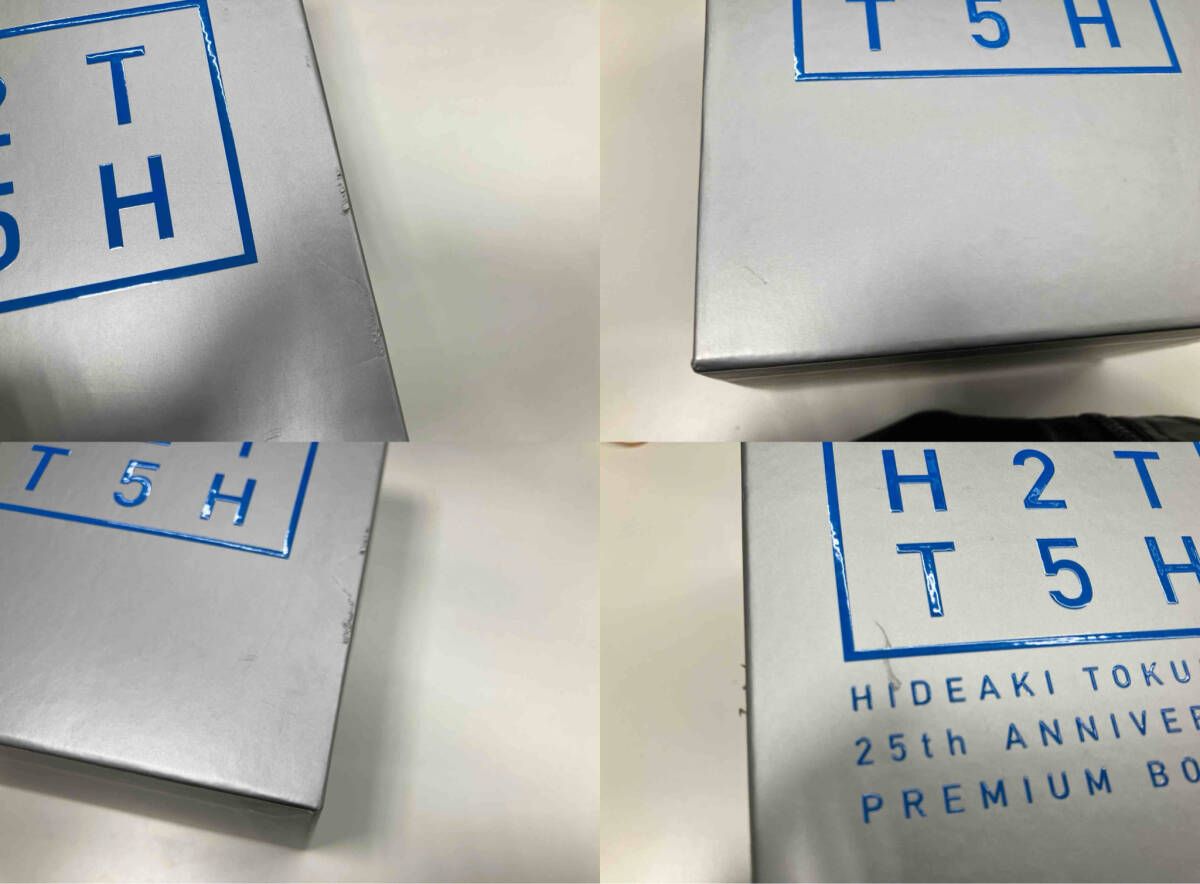 2 T
5 H
T 5 H
T 5 H
H 2 T
T 5 H
HIDEAKI TOKU
25th ANNIVER
PREMIUM BO